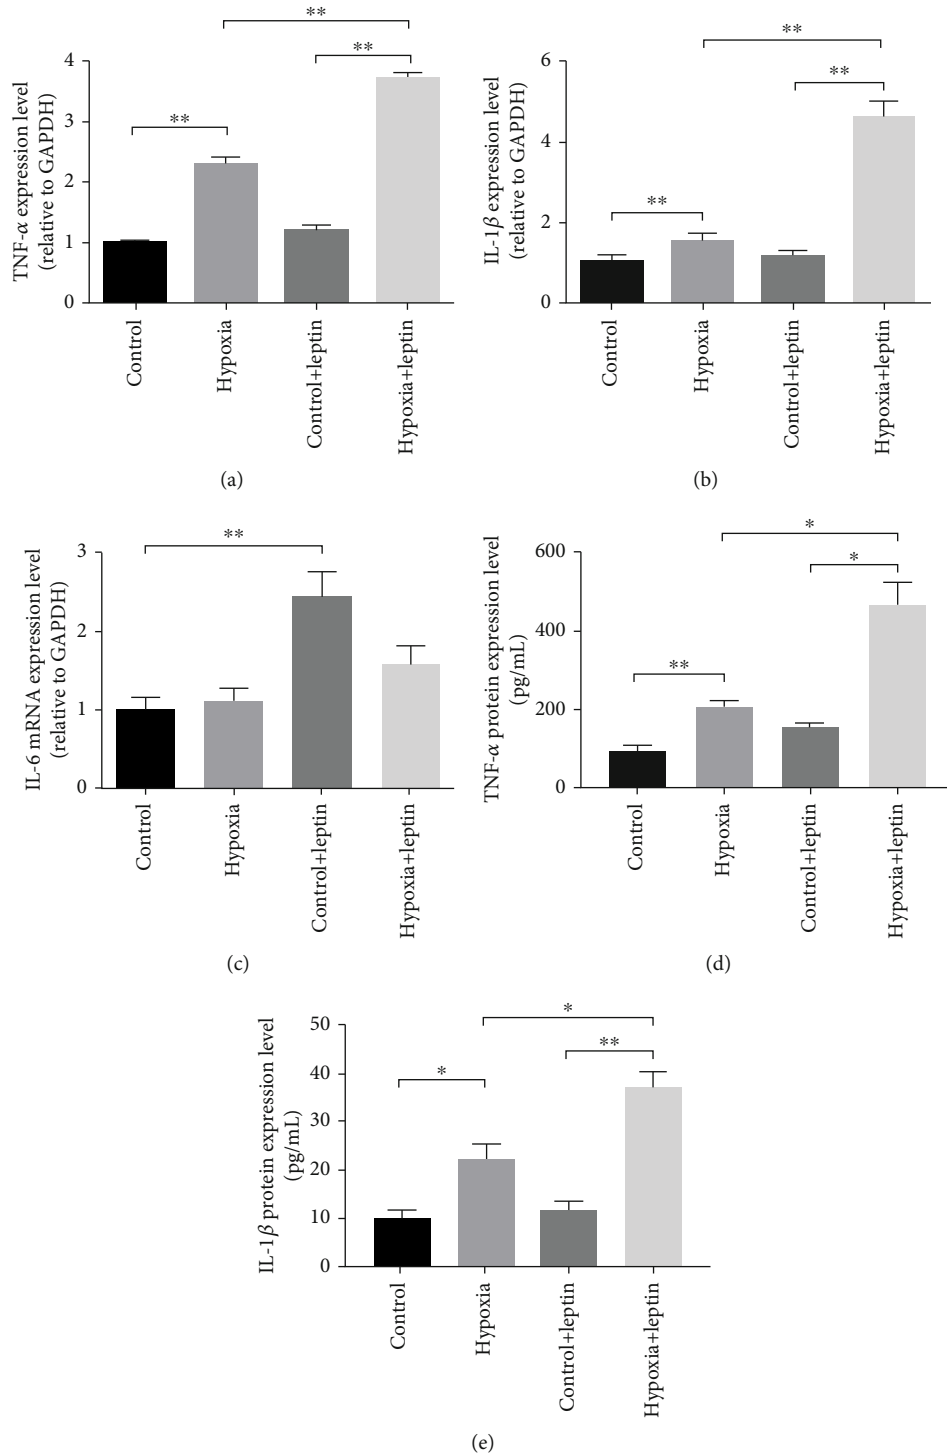 **
**
**
4
3
2
1
0
TNF-α expression level
(relative to GAPDH)
Control
Hypoxia
Control+leptin
Hypoxia+leptin
(a)
**
**
**
6
4
2
0
IL-1β expression level
(relative to GAPDH)
Control
Hypoxia
Control+leptin
Hypoxia+leptin
(b)
**
3
2
1
0
IL-6 mRNA expression level
(relative to GAPDH)
Control
Hypoxia
Control+leptin
Hypoxia+leptin
(c)
*
*
**
600
400
200
0
TNF-α protein expression level
(pg/mL)
Control
Hypoxia
Control+leptin
Hypoxia+leptin
(d)
*
**
*
50
40
30
20
10
0
IL-1β protein expression level
(pg/mL)
Control
Hypoxia
Control+leptin
Hypoxia+leptin
(e)